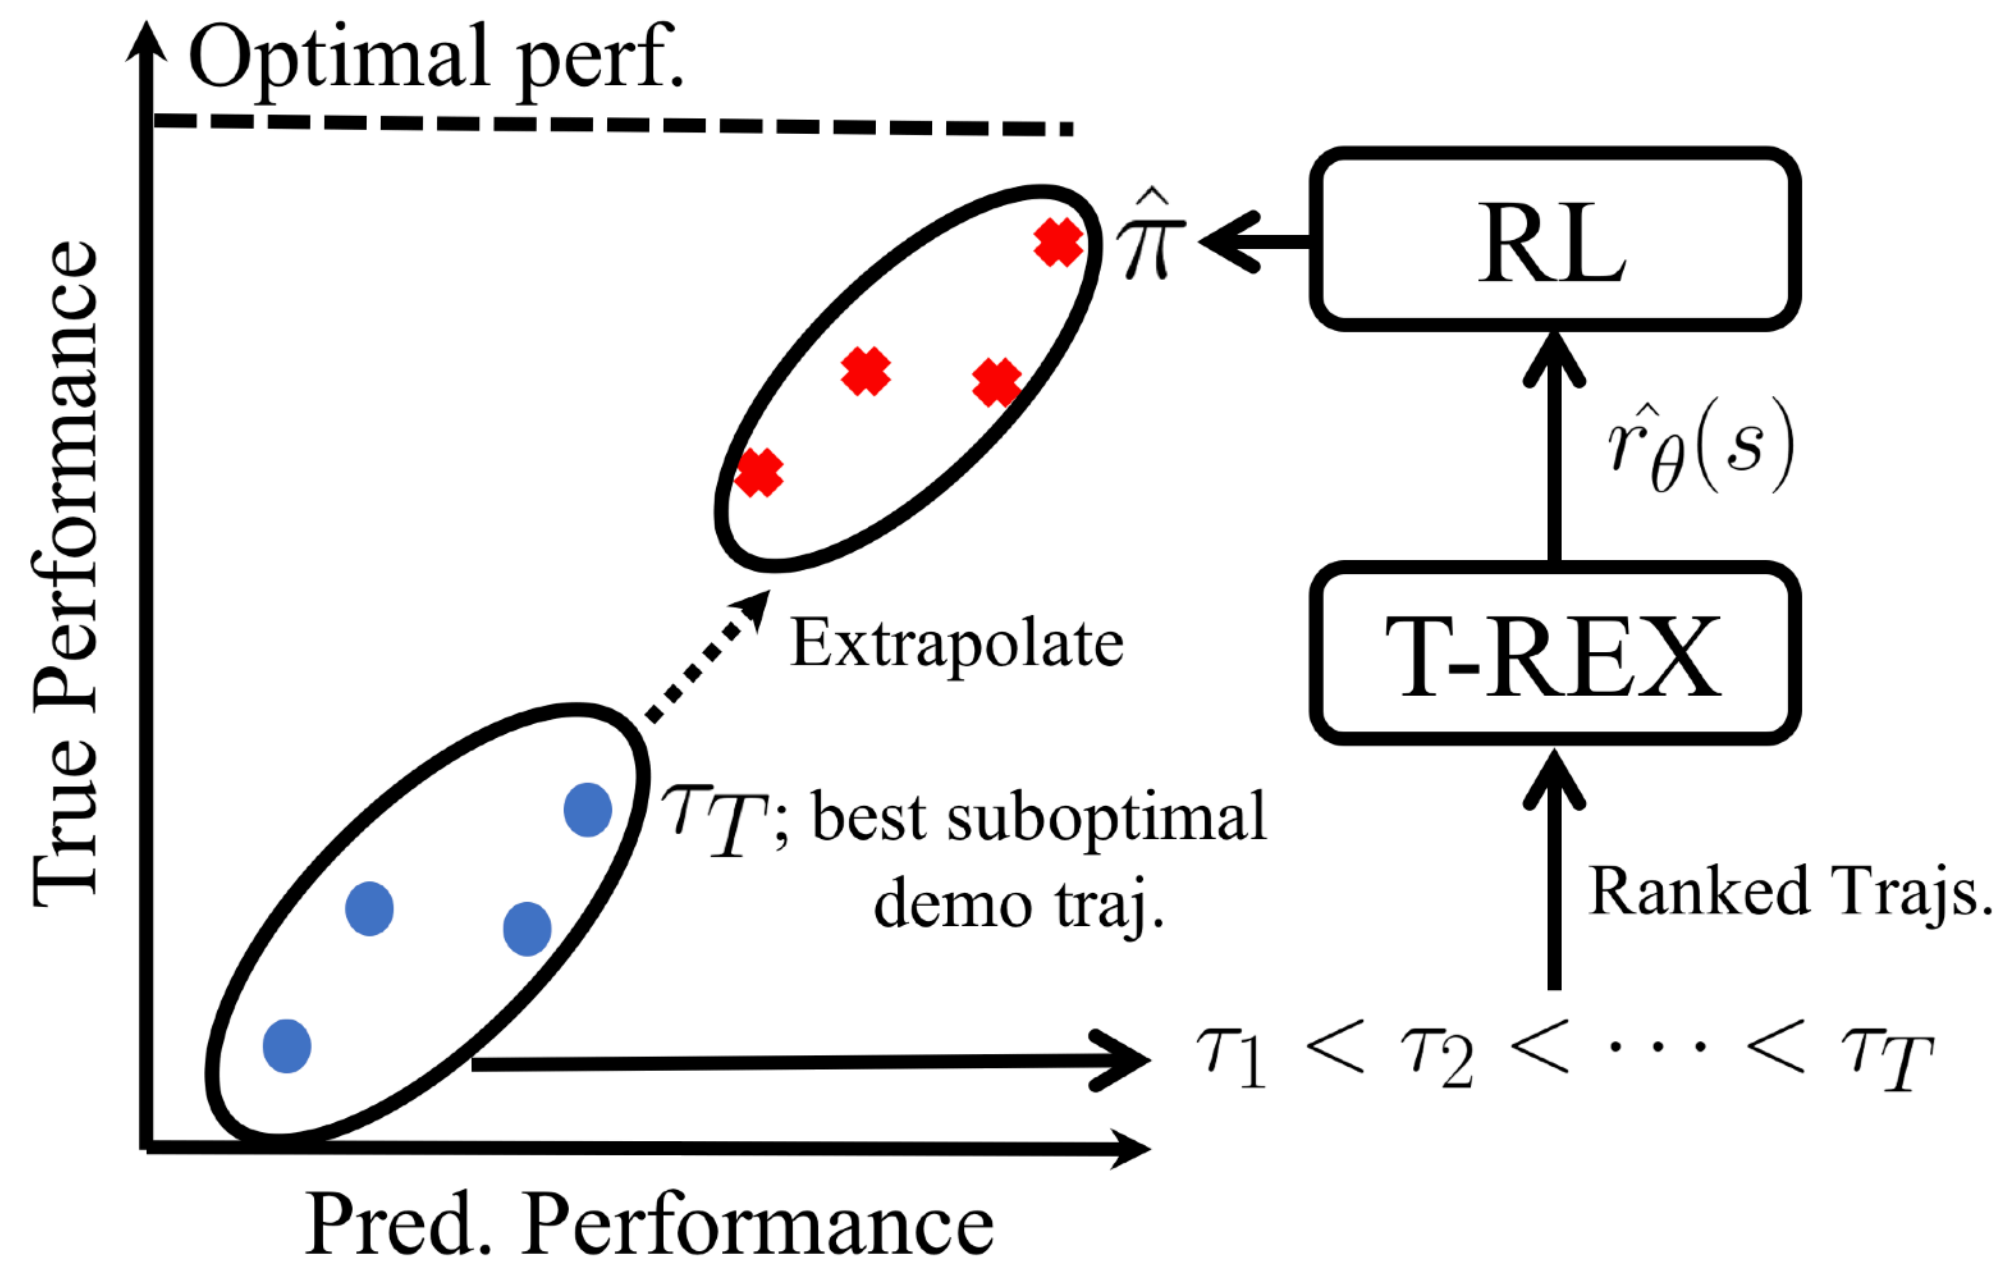 Optimal perf.
True Performance
π̂
RL
r̂θ(s)
Extrapolate
T-REX
τT; best suboptimal
demo traj.
Ranked Trajs.
τ1 < τ2 < ··· < τT
Pred. Performance